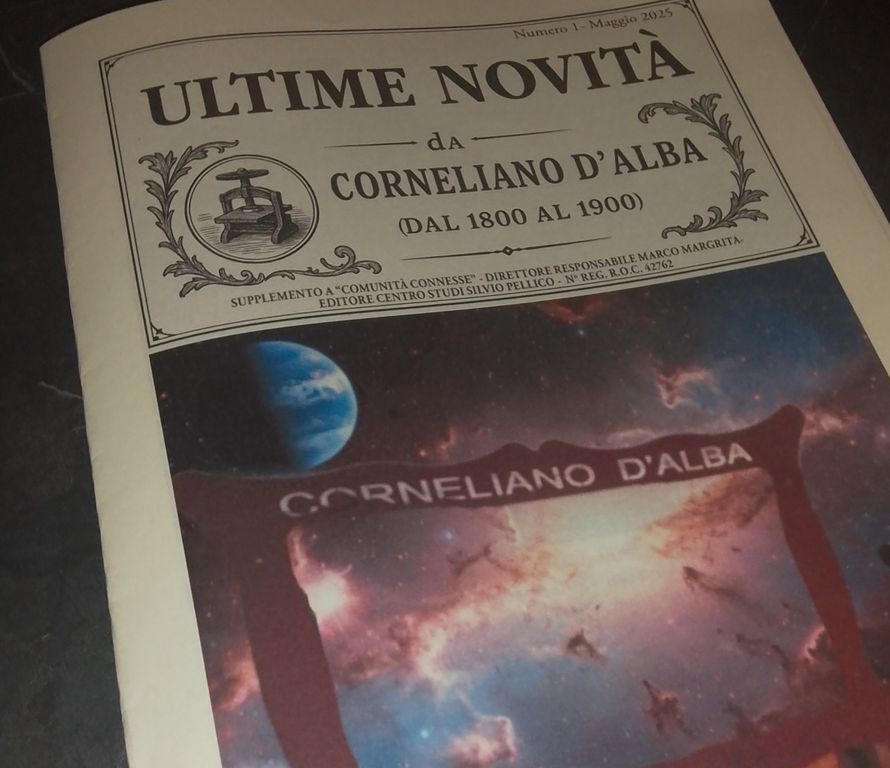 Numero 1- Maggio 2025
ULTIME NOVITÀ
da
CORNELIANO D'ALBA
(DAL 1800 AL 1900)
SUPPLEMENTO A "COMUNITÀ CONNESSE" - DIRETTORE RESPONSABILE MARCO MARGRITA-
EDITORE CENTRO STUDI SILVIO PELLICO - N° REG. R.O.C. 42762
CORNELIANO D'ALBA